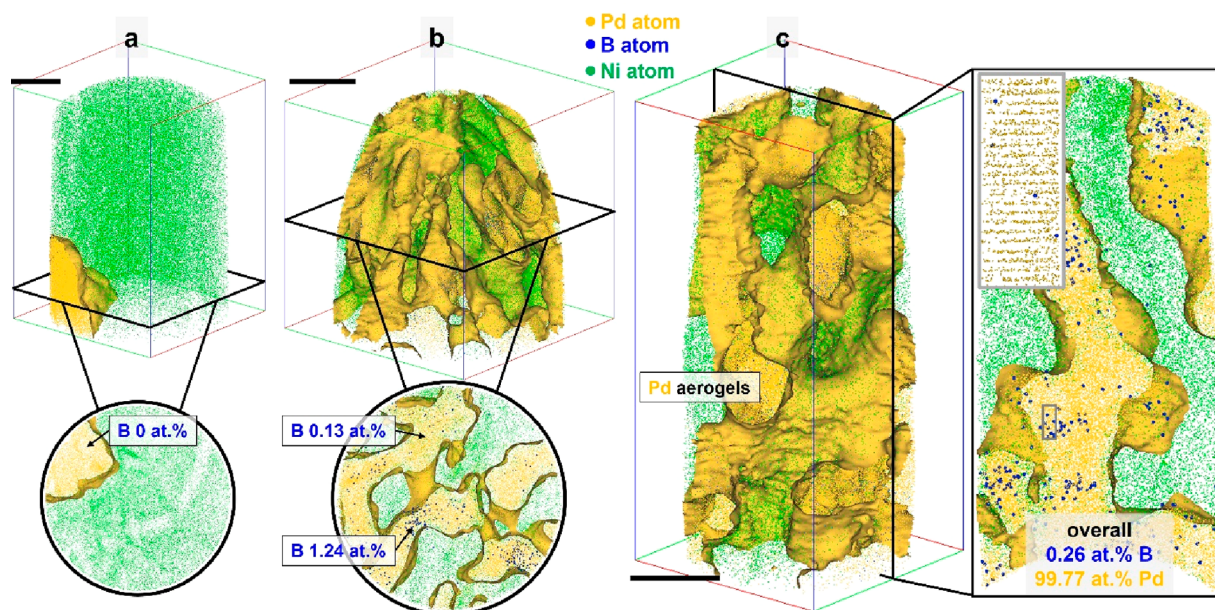 a
b
c
Pd atom
B atom
Ni atom
B 0 at.%
B 0.13 at.%
B 1.24 at.%
Pd aerogels
overall
0.26 at.% B
99.77 at.% Pd